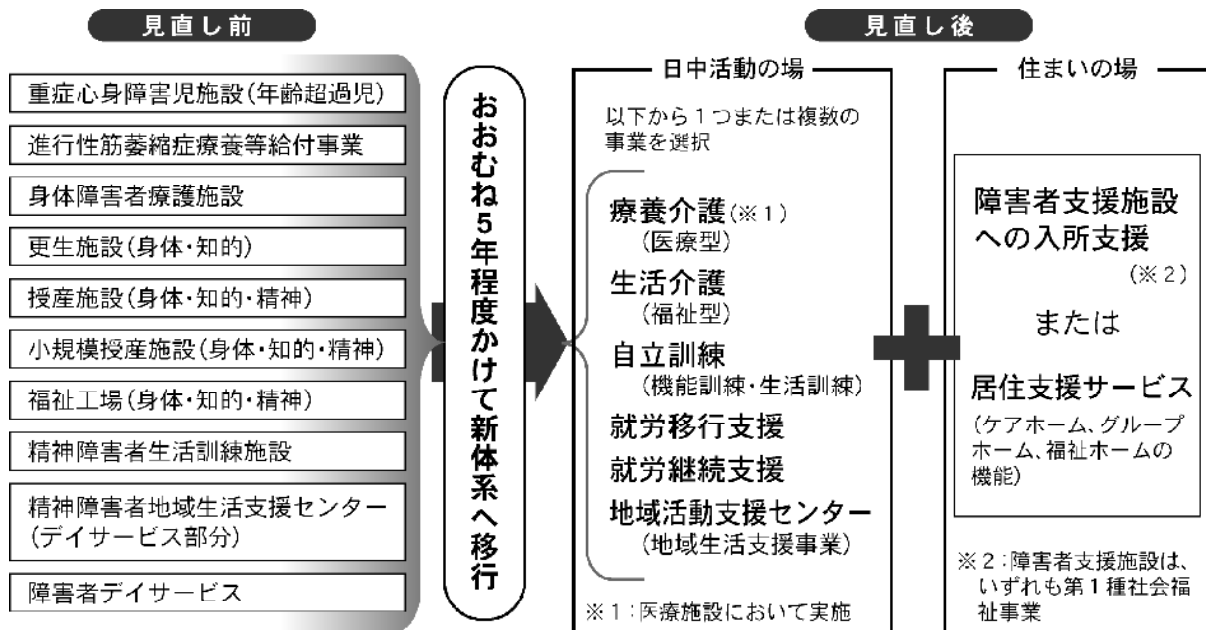 見直し前
重症心身障害児施設(年齢超過児)
進行性筋萎縮症療養等給付事業
身体障害者療護施設
更生施設(身体・知的)
授産施設(身体・知的・精神)
小規模授産施設(身体・知的・精神)
福祉工場(身体・知的・精神)
精神障害者生活訓練施設
精神障害者地域生活支援センター
(デイサービス部分)
障害者デイサービス
おおむね5年程度かけて新体系へ移行
見直し後
日中活動の場
以下から1つまたは複数の
事業を選択
療養介護(※1)
(医療型)
生活介護
(福祉型)
自立訓練
(機能訓練・生活訓練)
就労移行支援
就労継続支援
地域活動支援センター
(地域生活支援事業)
※1:医療施設において実施
住まいの場
障害者支援施設
への入所支援
(※2)
または
居住支援サービス
(ケアホーム、グループ
ホーム、福祉ホームの
機能)
※2:障害者支援施設は、
いずれも第1種社会福
祉事業